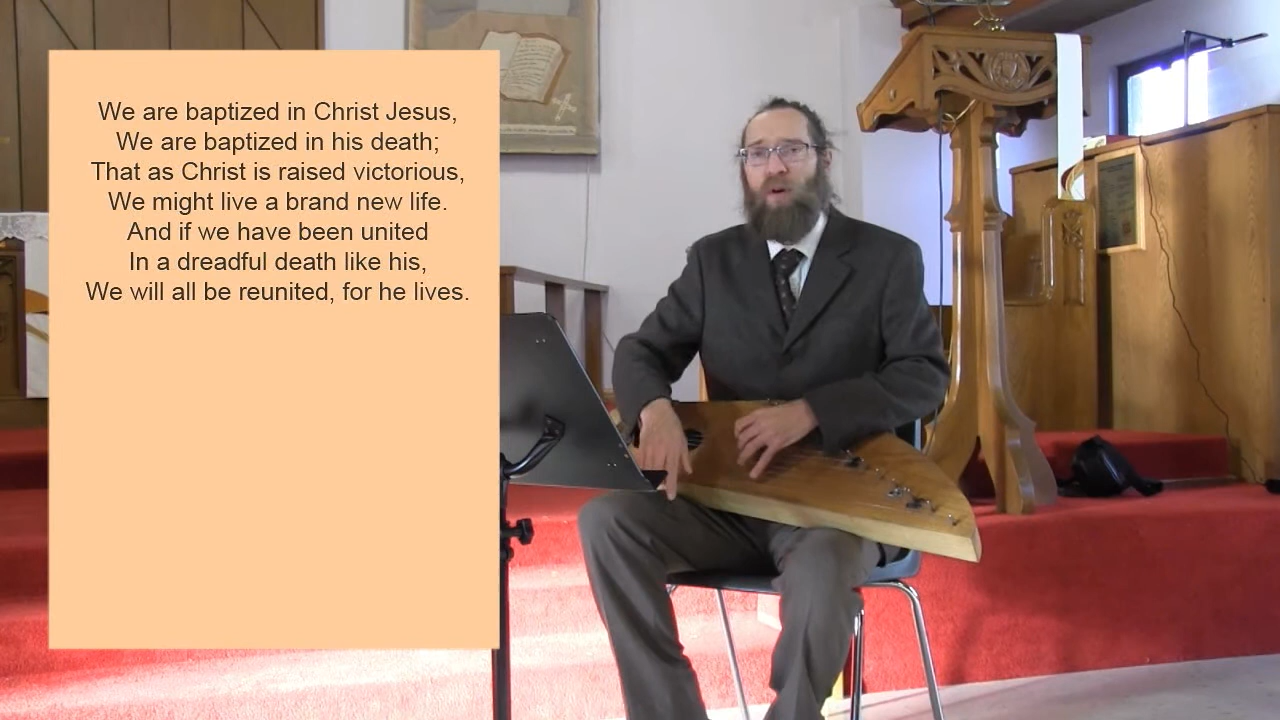 We are baptized in Christ Jesus,
We are baptized in his death;
That as Christ is raised victorious,
We might live a brand new life.
And if we have been united
In a dreadful death like his,
We will all be reunited, for he lives.